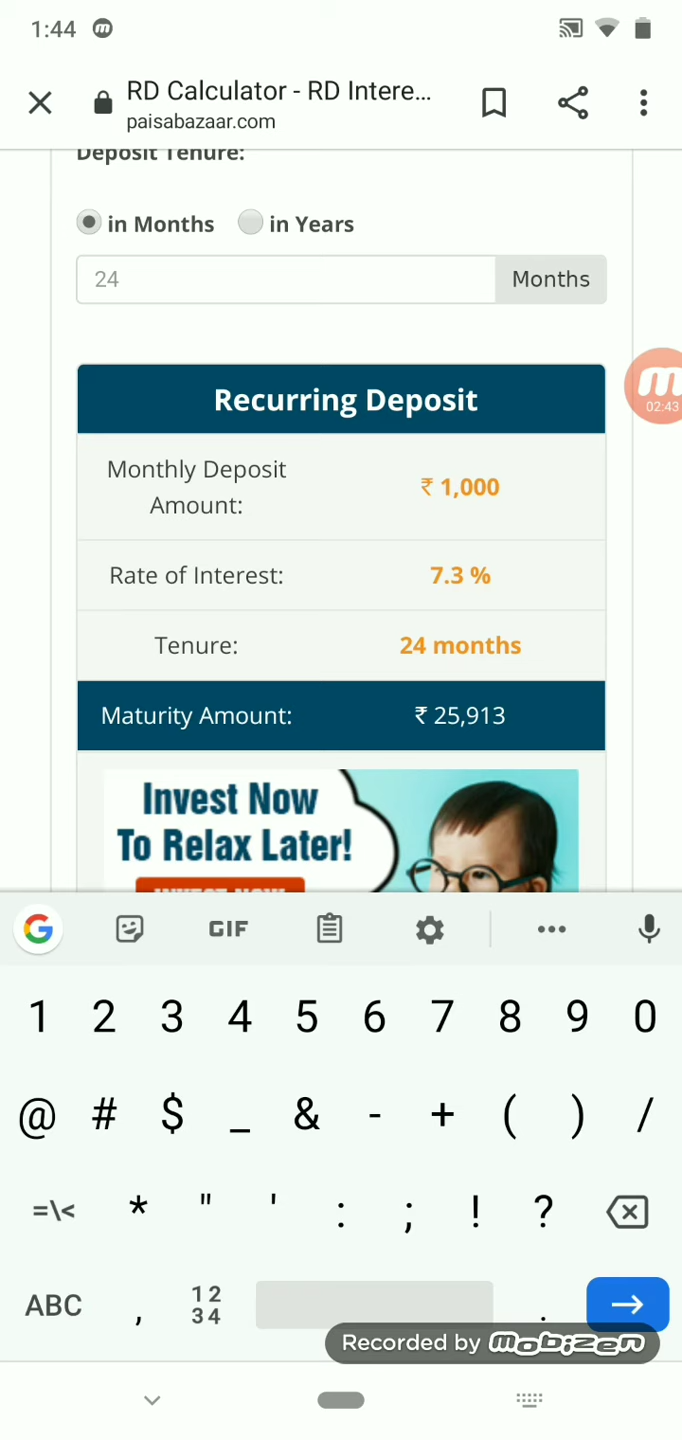 1:44
RD Calculator - RD Intere...
paisabazaar.com
Deposit Tenure:
in Months in Years
24 Months
Recurring Deposit
02:43
Monthly Deposit
Amount:
₹ 1,000
Rate of Interest: 7.3 %
Tenure: 24 months
Maturity Amount: ₹ 25,913
Invest Now
To Relax Later!
INVEST NOW
GIF
1 2 3 4 5 6 7 8 9 0
@ # $ _ & - + ( ) /
=\< * " ' : ; ! ?
ABC , 12 34 .
Recorded by mobizen